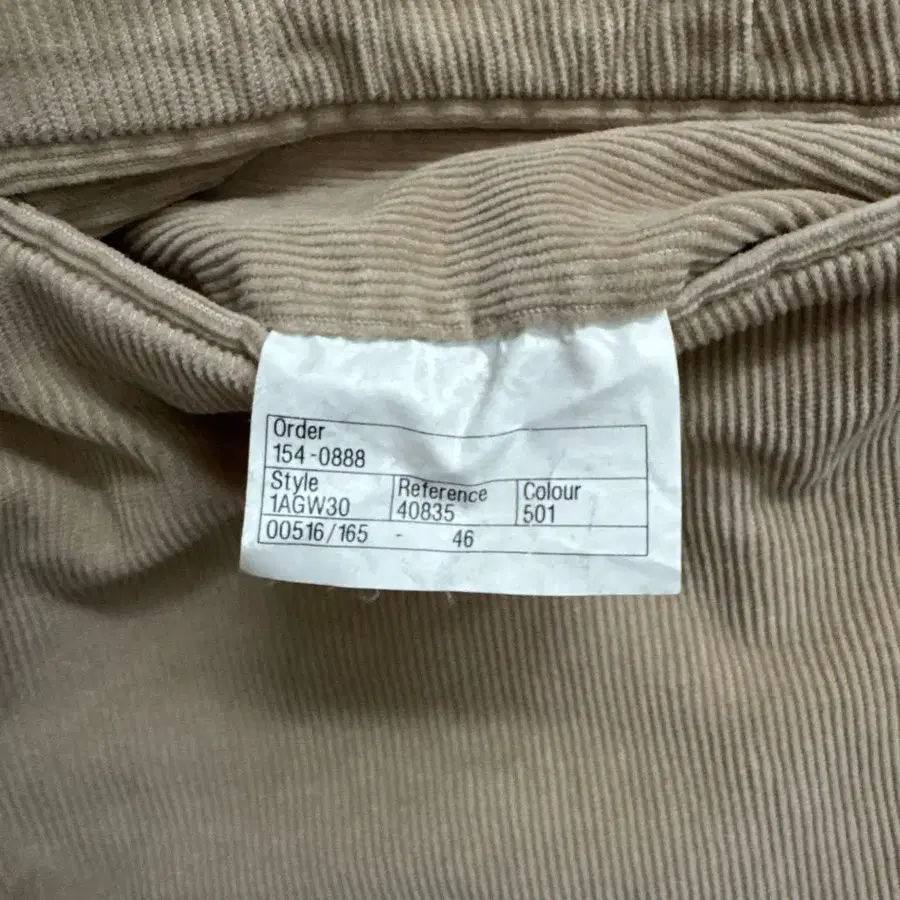 Order
154-0888
Style Reference Colour
1AGW30 40835 501
00516/165 - 46